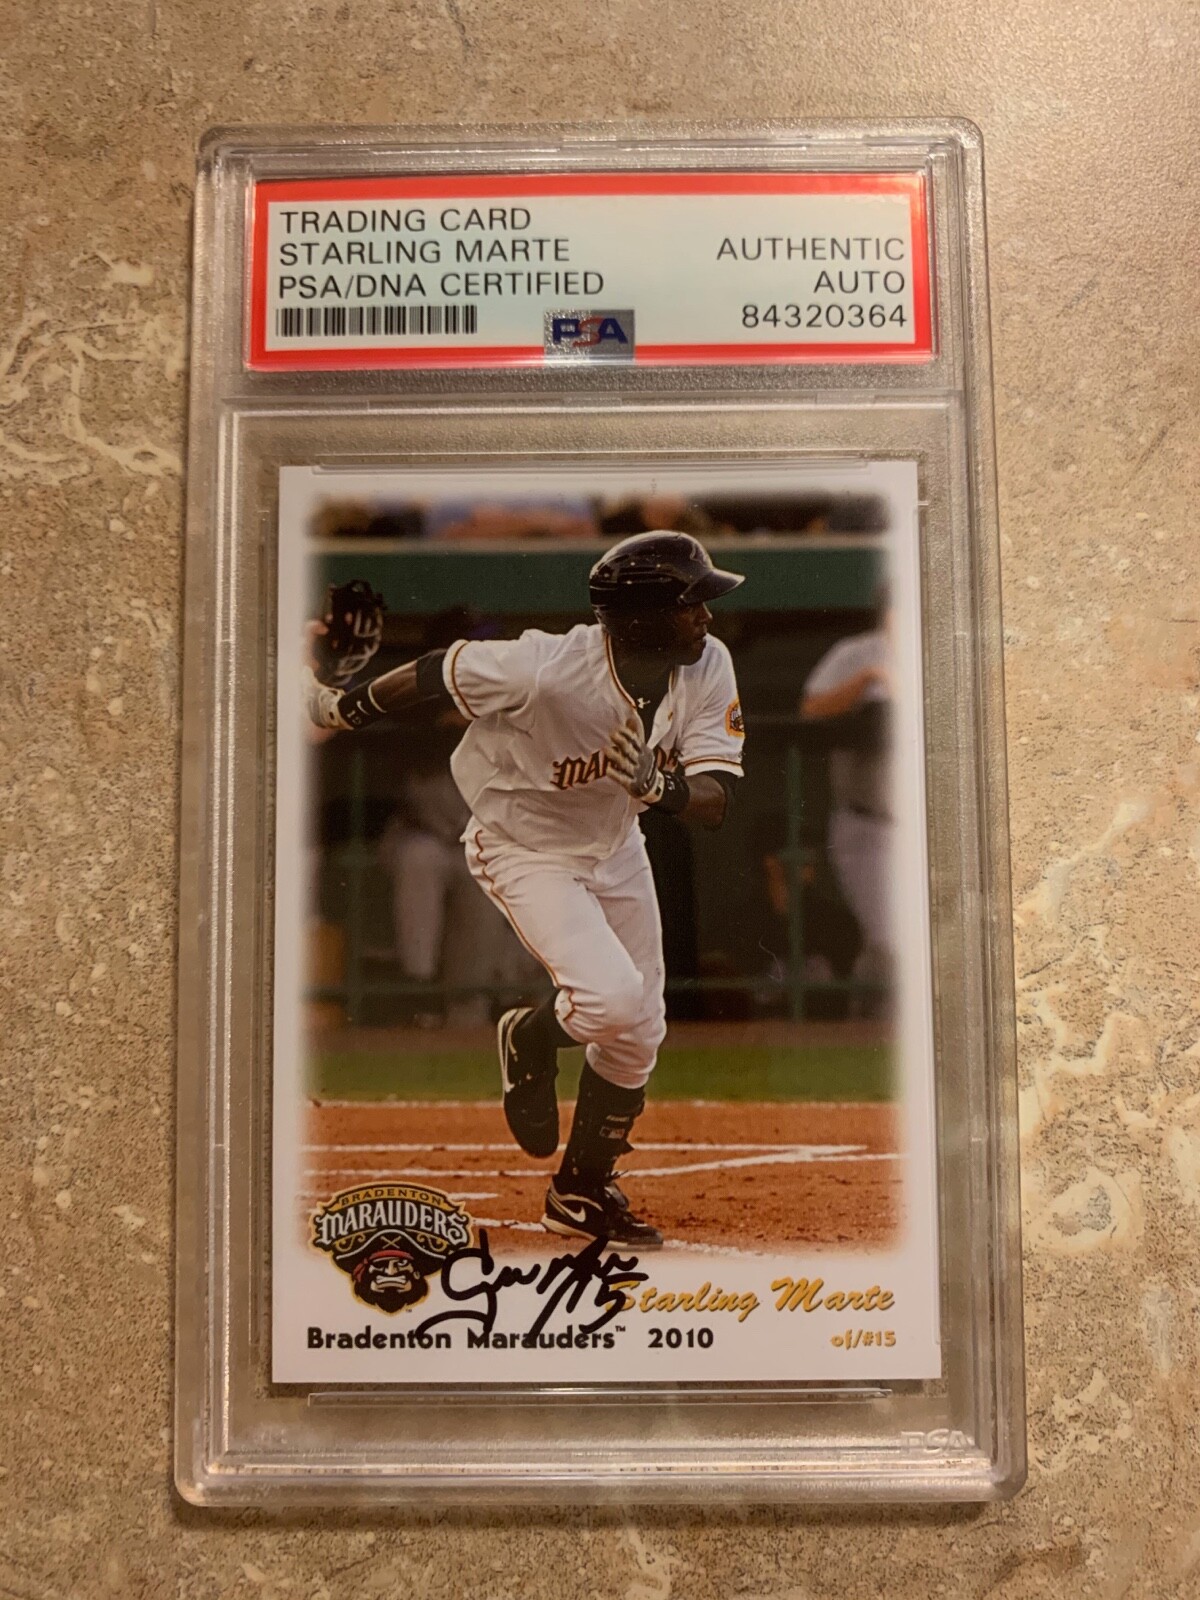 TRADING CARD
STARLING MARTE
PSA/DNA CERTIFIED
AUTHENTIC
AUTO
84320364
PSA
BRADENTON
MARAUDERS
Starling Marte
Bradenton Marauders™ 2010
of/#15
PSA